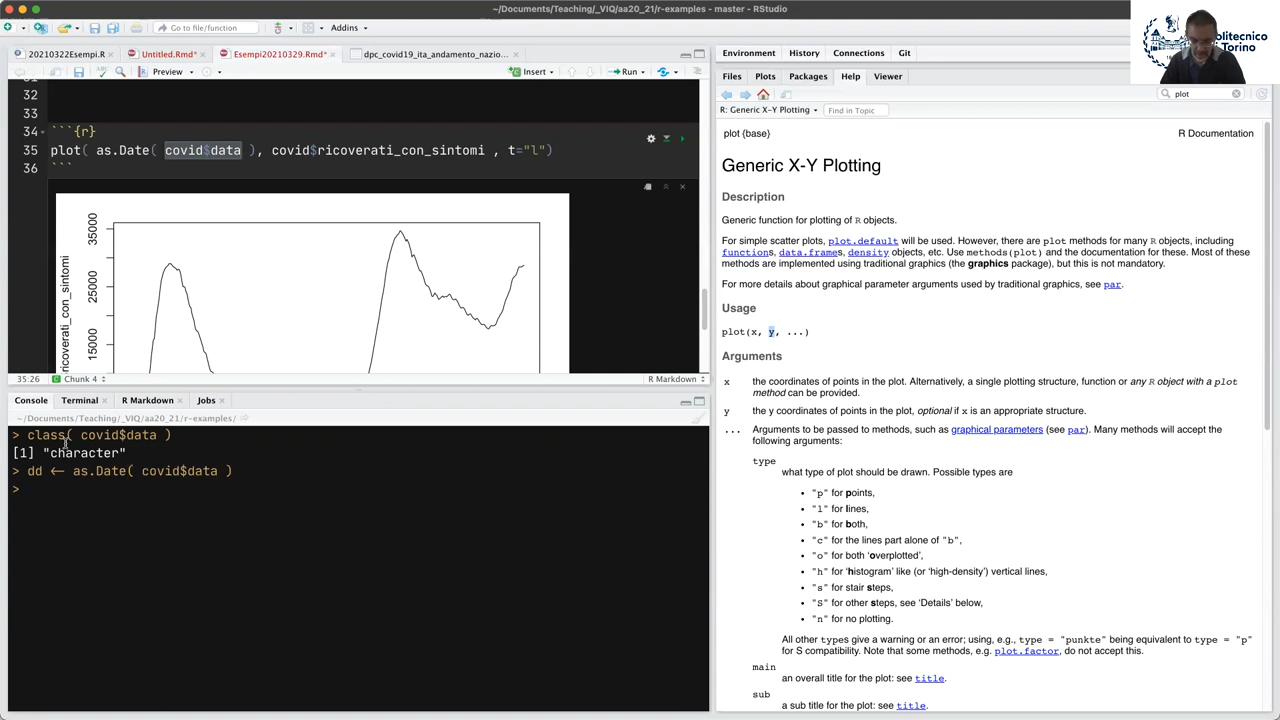 ~/Documents/Teaching/_VIQ/aa20_21/r-examples - master - RStudio
Go to file/function
Addins
20210322Esempi.R
Untitled.Rmd*
Esempi20210329.Rmd*
dpc_covid19_ita_andamento_nazio...
Preview
Insert
Run
32
33
34 ```{r}
35 plot( as.Date( covid$data ), covid$ricoverati_con_sintomi , t="l")
36 ```
ricoverati_con_sintomi
35000
25000
15000
35:26
Chunk 4
R Markdown
Console
Terminal
R Markdown
Jobs
~/Documents/Teaching/_VIQ/aa20_21/r-examples/
> class( covid$data )
[1] "character"
> dd <- as.Date( covid$data )
>
Environment
History
Connections
Git
Files
Plots
Packages
Help
Viewer
plot
R: Generic X-Y Plotting
Find in Topic
plot {base}
R Documentation
Generic X-Y Plotting
Description
Generic function for plotting of R objects.
For simple scatter plots, plot.default will be used. However, there are plot methods for many R objects, including
functions, data.frames, density objects, etc. Use methods(plot) and the documentation for these. Most of these
methods are implemented using traditional graphics (the graphics package), but this is not mandatory.
For more details about graphical parameter arguments used by traditional graphics, see par.
Usage
plot(x, y, ...)
Arguments
x the coordinates of points in the plot. Alternatively, a single plotting structure, function or any R object with a plot
method can be provided.
y the y coordinates of points in the plot, optional if x is an appropriate structure.
... Arguments to be passed to methods, such as graphical parameters (see par). Many methods will accept the
following arguments:
type
what type of plot should be drawn. Possible types are
• "p" for points,
• "l" for lines,
• "b" for both,
• "c" for the lines part alone of "b",
• "o" for both ‘overplotted’,
• "h" for ‘histogram’ like (or ‘high-density’) vertical lines,
• "s" for stair steps,
• "S" for other steps, see ‘Details’ below,
• "n" for no plotting.
All other types give a warning or an error; using, e.g., type = "punkte" being equivalent to type = "p"
for S compatibility. Note that some methods, e.g. plot.factor, do not accept this.
main
an overall title for the plot: see title.
sub
a sub title for the plot: see title.
Politecnico
Torino